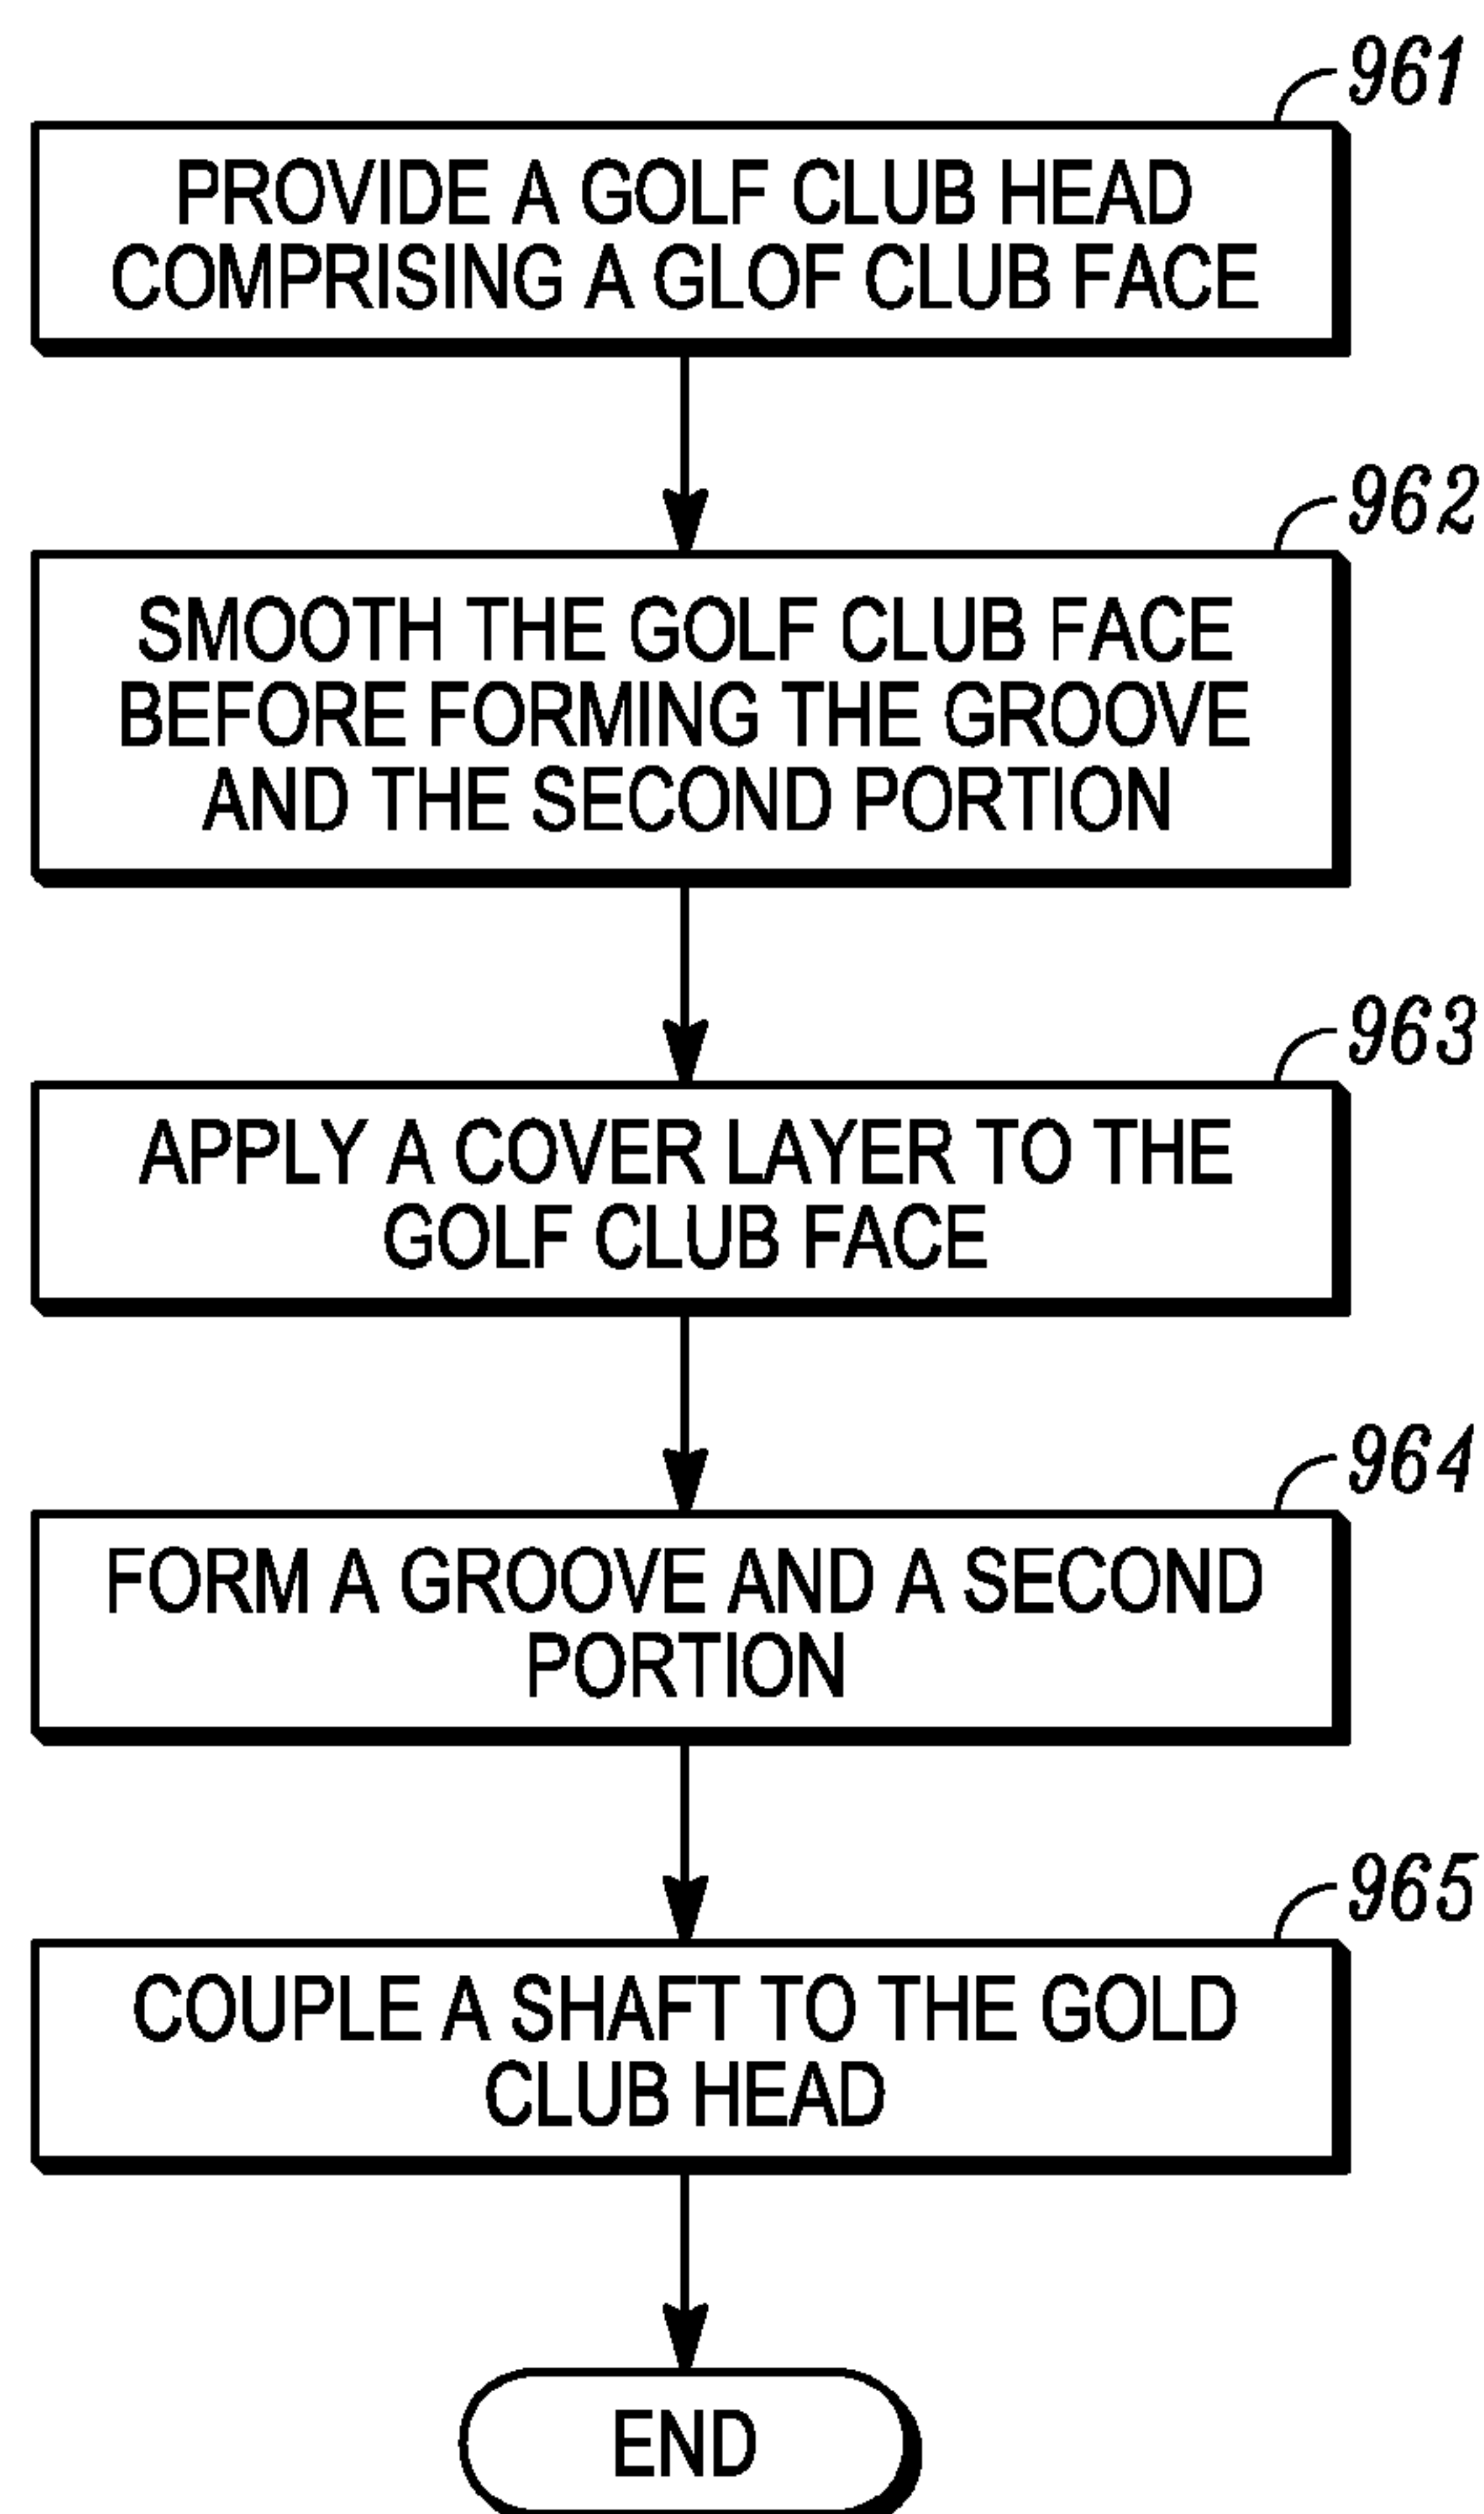 961
PROVIDE A GOLF CLUB HEAD
COMPRISING A GLOF CLUB FACE
962
SMOOTH THE GOLF CLUB FACE
BEFORE FORMING THE GROOVE
AND THE SECOND PORTION
963
APPLY A COVER LAYER TO THE
GOLF CLUB FACE
964
FORM A GROOVE AND A SECOND
PORTION
965
COUPLE A SHAFT TO THE GOLD
CLUB HEAD
END